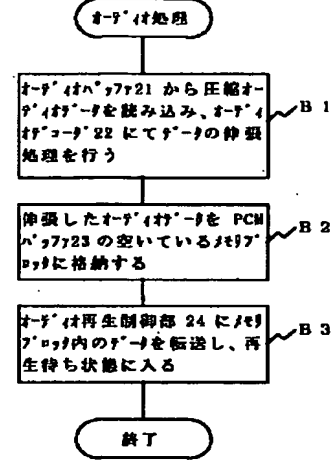 ｵｰﾃﾞｨｵ処理
ｵｰﾃﾞｨｵﾊﾞｯﾌｧ21 から圧縮ｵｰ
ﾃﾞｨｵﾃﾞｰﾀを読み込み、ｵｰﾃﾞｨ
ｵﾃﾞｺｰﾀﾞ22 にてﾃﾞｰﾀの伸張
処理を行う
B 1
伸張したｵｰﾃﾞｨｵﾃﾞｰﾀを PCM
ﾊﾞｯﾌｧ23の空いているﾒﾓﾘﾌﾞ
ﾛｯｸに格納する
B 2
ｵｰﾃﾞｨｵ再生制御部 24 にﾒﾓﾘ
ﾌﾞﾛｯｸ内のﾃﾞｰﾀを転送し、再
生待ち状態に入る
B 3
終了